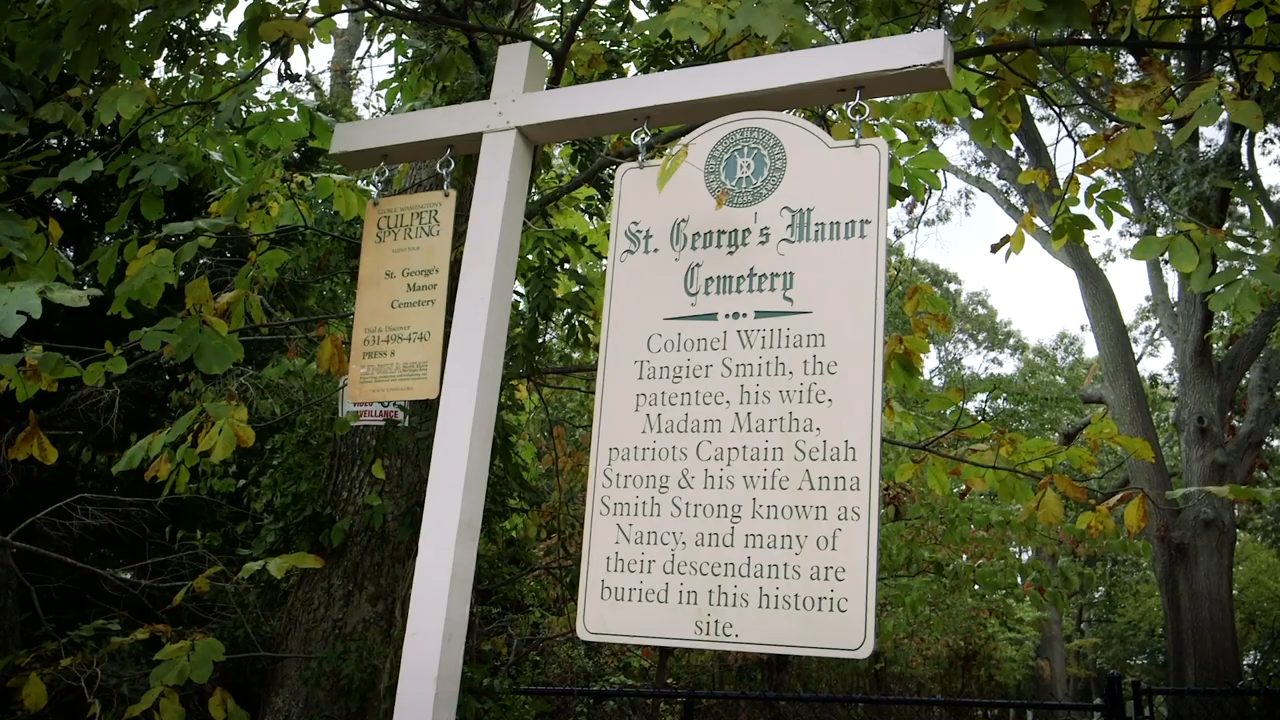 GEORGE WASHINGTON'S
CULPER
SPY RING
St. George's
Manor
Cemetery
Dial & Discover
631-498-4740
PRESS 8
VIDEO
SURVEILLANCE
St. George's Manor
Cemetery
Colonel William
Tangier Smith, the
patentee, his wife,
Madam Martha,
patriots Captain Selah
Strong & his wife Anna
Smith Strong known as
Nancy, and many of
their descendants are
buried in this historic
site.